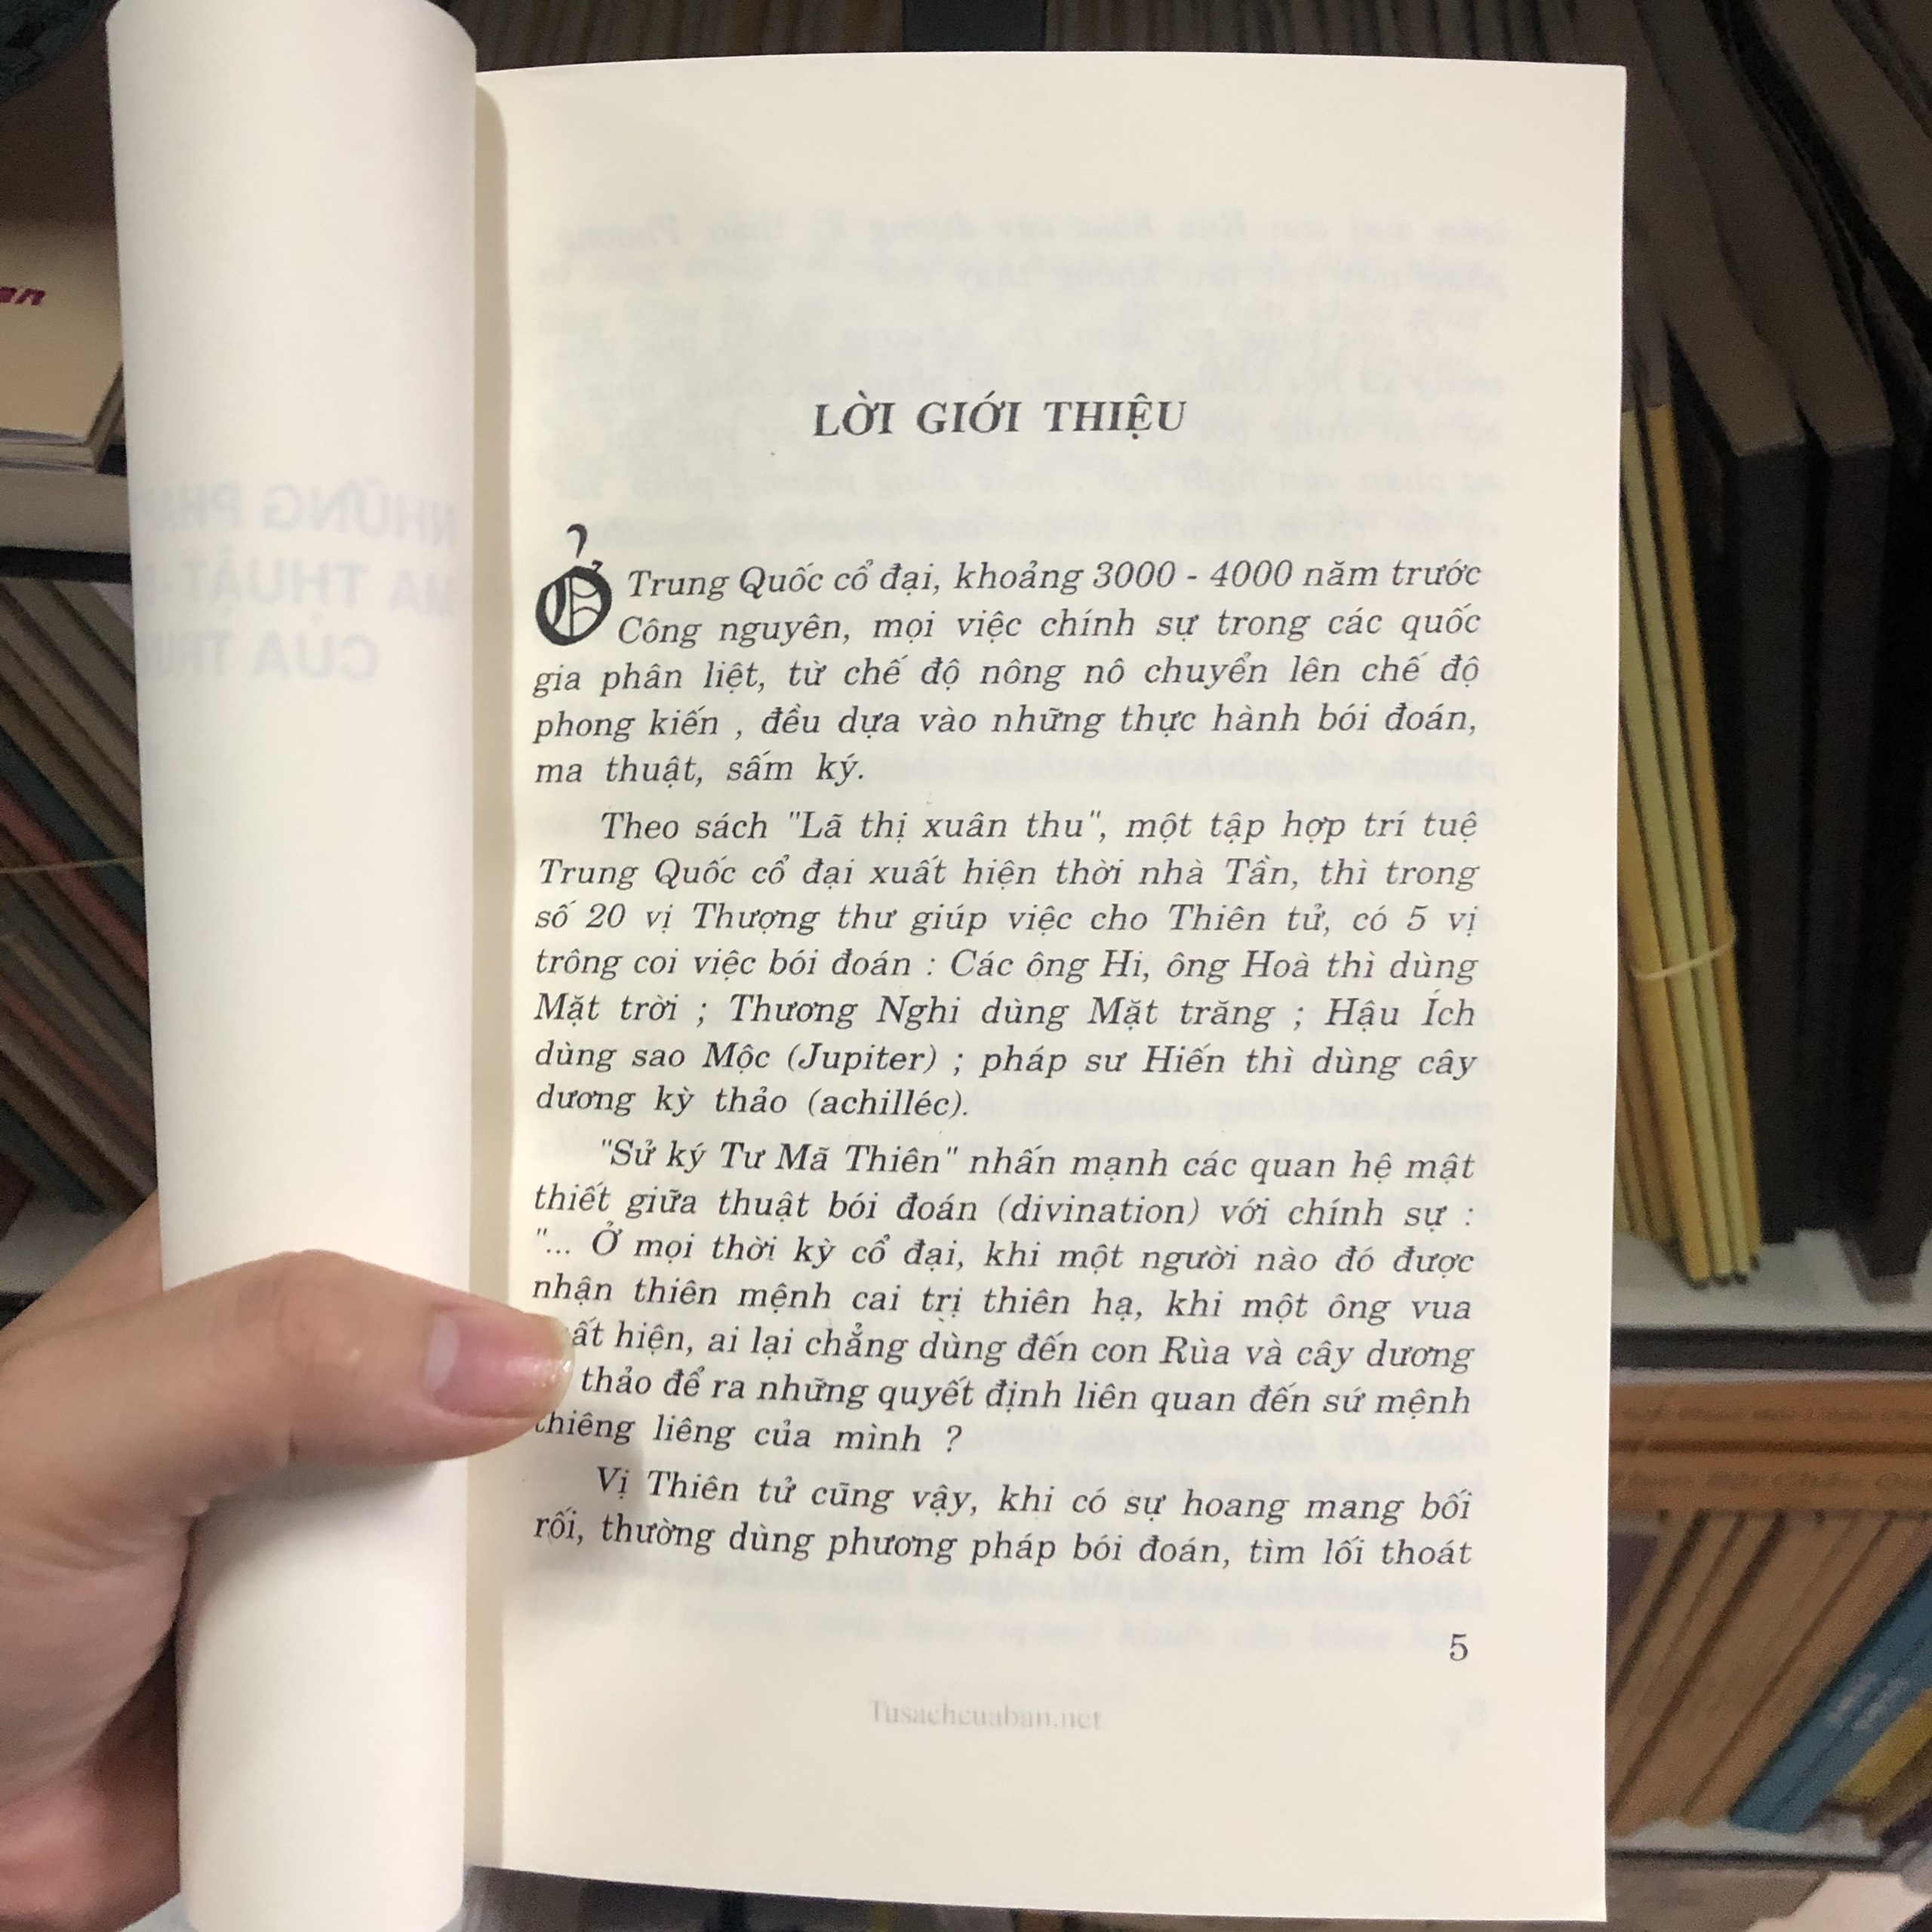 LỜI GIỚI THIỆU
Ở Trung Quốc cổ đại, khoảng 3000 - 4000 năm trước
Công nguyên, mọi việc chính sự trong các quốc
gia phân liệt, từ chế độ nông nô chuyển lên chế độ
phong kiến , đều dựa vào những thực hành bói đoán,
ma thuật, sấm ký.
Theo sách "Lã thị xuân thu", một tập hợp trí tuệ
Trung Quốc cổ đại xuất hiện thời nhà Tần, thì trong
số 20 vị Thượng thư giúp việc cho Thiên tử, có 5 vị
trông coi việc bói đoán : Các ông Hi, ông Hoà thì dùng
Mặt trời ; Thương Nghi dùng Mặt trăng ; Hậu Ích
dùng sao Mộc (Jupiter) ; pháp sư Hiến thì dùng cây
dương kỳ thảo (achilléc).
"Sử ký Tư Mã Thiên" nhấn mạnh các quan hệ mật
thiết giữa thuật bói đoán (divination) với chính sự :
"... Ở mọi thời kỳ cổ đại, khi một người nào đó được
nhận thiên mệnh cai trị thiên hạ, khi một ông vua
hiện, ai lại chẳng dùng đến con Rùa và cây dương
thảo để ra những quyết định liên quan đến sứ mệnh
thiêng liêng của mình ?
Vị Thiên tử cũng vậy, khi có sự hoang mang bối
rối, thường dùng phương pháp bói đoán, tìm lối thoát
5
Tusachcuaban.net